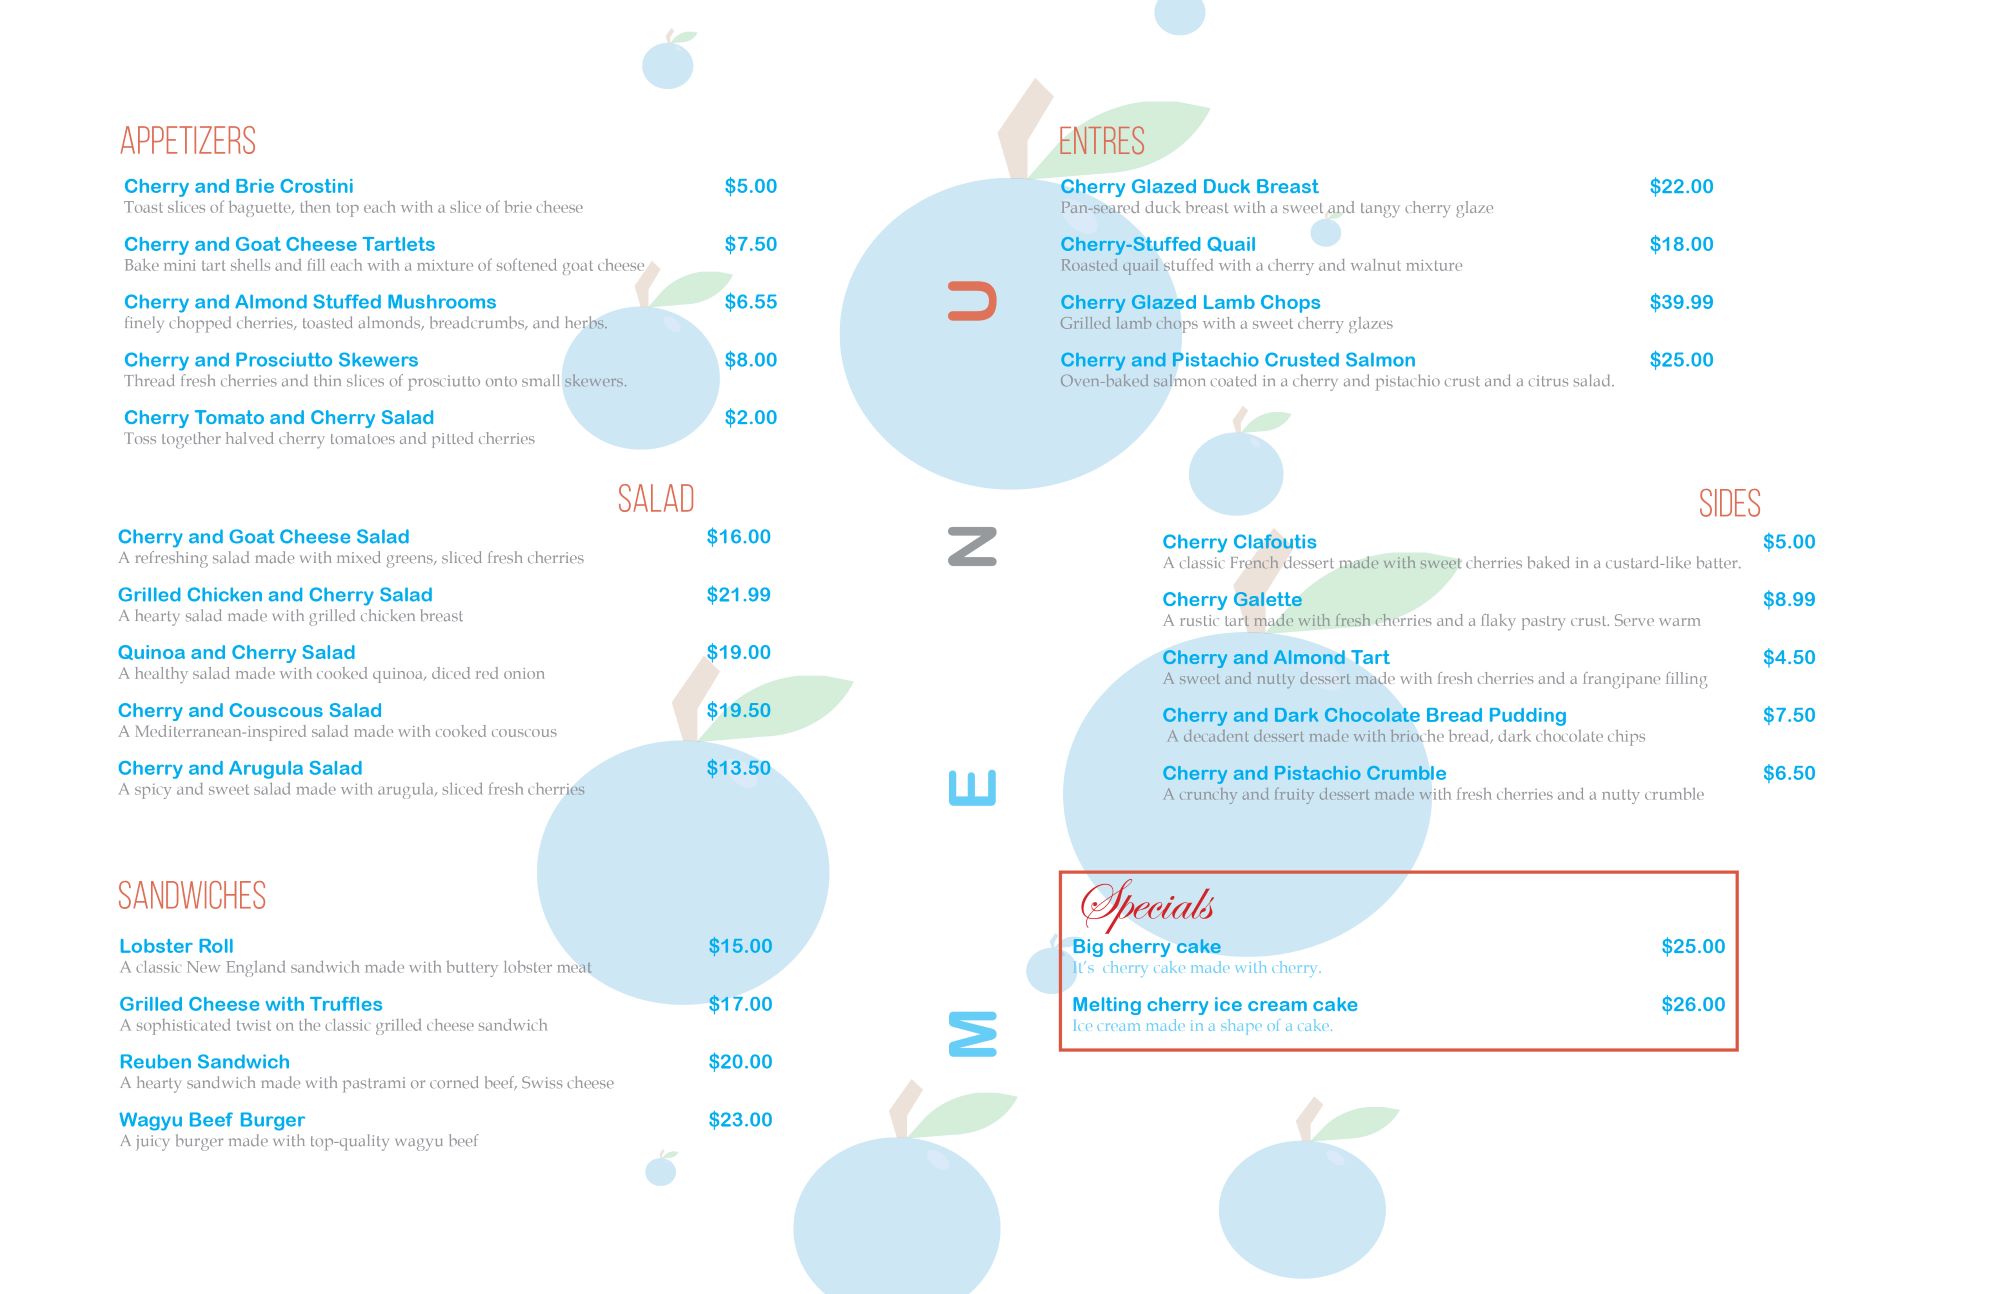 APPETIZERS
Cherry and Brie Crostini $5.00
Toast slices of baguette, then top each with a slice of brie cheese
Cherry and Goat Cheese Tartlets $7.50
Bake mini tart shells and fill each with a mixture of softened goat cheese
Cherry and Almond Stuffed Mushrooms $6.55
finely chopped cherries, toasted almonds, breadcrumbs, and herbs.
Cherry and Prosciutto Skewers $8.00
Thread fresh cherries and thin slices of prosciutto onto small skewers.
Cherry Tomato and Cherry Salad $2.00
Toss together halved cherry tomatoes and pitted cherries
SALAD
Cherry and Goat Cheese Salad $16.00
A refreshing salad made with mixed greens, sliced fresh cherries
Grilled Chicken and Cherry Salad $21.99
A hearty salad made with grilled chicken breast
Quinoa and Cherry Salad $19.00
A healthy salad made with cooked quinoa, diced red onion
Cherry and Couscous Salad $19.50
A Mediterranean-inspired salad made with cooked couscous
Cherry and Arugula Salad $13.50
A spicy and sweet salad made with arugula, sliced fresh cherries
SANDWICHES
Lobster Roll $15.00
A classic New England sandwich made with buttery lobster meat
Grilled Cheese with Truffles $17.00
A sophisticated twist on the classic grilled cheese sandwich
Reuben Sandwich $20.00
A hearty sandwich made with pastrami or corned beef, Swiss cheese
Wagyu Beef Burger $23.00
A juicy burger made with top-quality wagyu beef
MENU
ENTRES
Cherry Glazed Duck Breast $22.00
Pan-seared duck breast with a sweet and tangy cherry glaze
Cherry-Stuffed Quail $18.00
Roasted quail stuffed with a cherry and walnut mixture
Cherry Glazed Lamb Chops $39.99
Grilled lamb chops with a sweet cherry glazes
Cherry and Pistachio Crusted Salmon $25.00
Oven-baked salmon coated in a cherry and pistachio crust and a citrus salad.
SIDES
Cherry Clafoutis $5.00
A classic French dessert made with sweet cherries baked in a custard-like batter.
Cherry Galette $8.99
A rustic tart made with fresh cherries and a flaky pastry crust. Serve warm
Cherry and Almond Tart $4.50
A sweet and nutty dessert made with fresh cherries and a frangipane filling
Cherry and Dark Chocolate Bread Pudding $7.50
A decadent dessert made with brioche bread, dark chocolate chips
Cherry and Pistachio Crumble $6.50
A crunchy and fruity dessert made with fresh cherries and a nutty crumble
Specials
Big cherry cake $25.00
It's cherry cake made with cherry.
Melting cherry ice cream cake $26.00
Ice cream made in a shape of a cake.